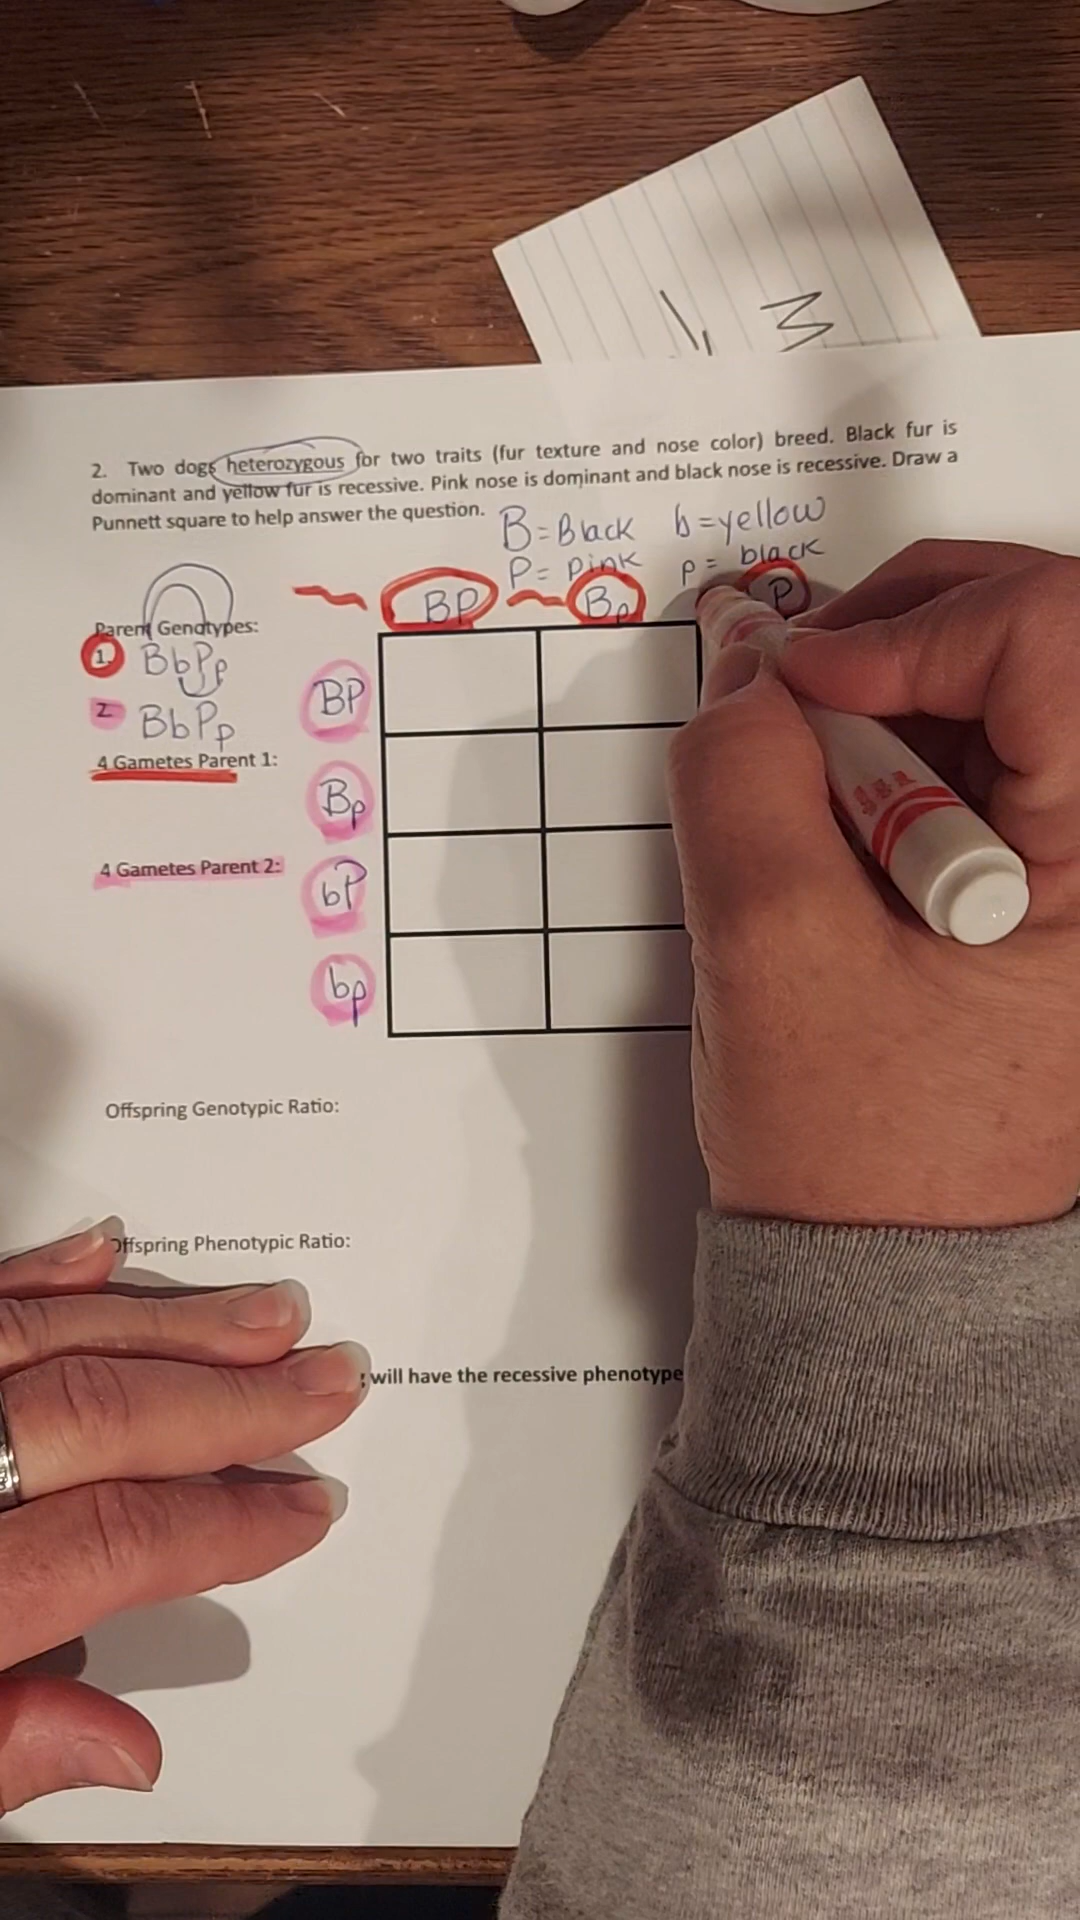 2. Two dogs heterozygous for two traits (fur texture and nose color) breed. Black fur is
dominant and yellow fur is recessive. Pink nose is dominant and black nose is recessive. Draw a
Punnett square to help answer the question.
B=Black b=yellow
P= pink p= black
BP Bp P
Parent Genotypes:
1. BbPp
2. BbPp
BP
4 Gametes Parent 1:
Bp
4 Gametes Parent 2:
bP
bp
Offspring Genotypic Ratio:
Offspring Phenotypic Ratio:
will have the recessive phenotype